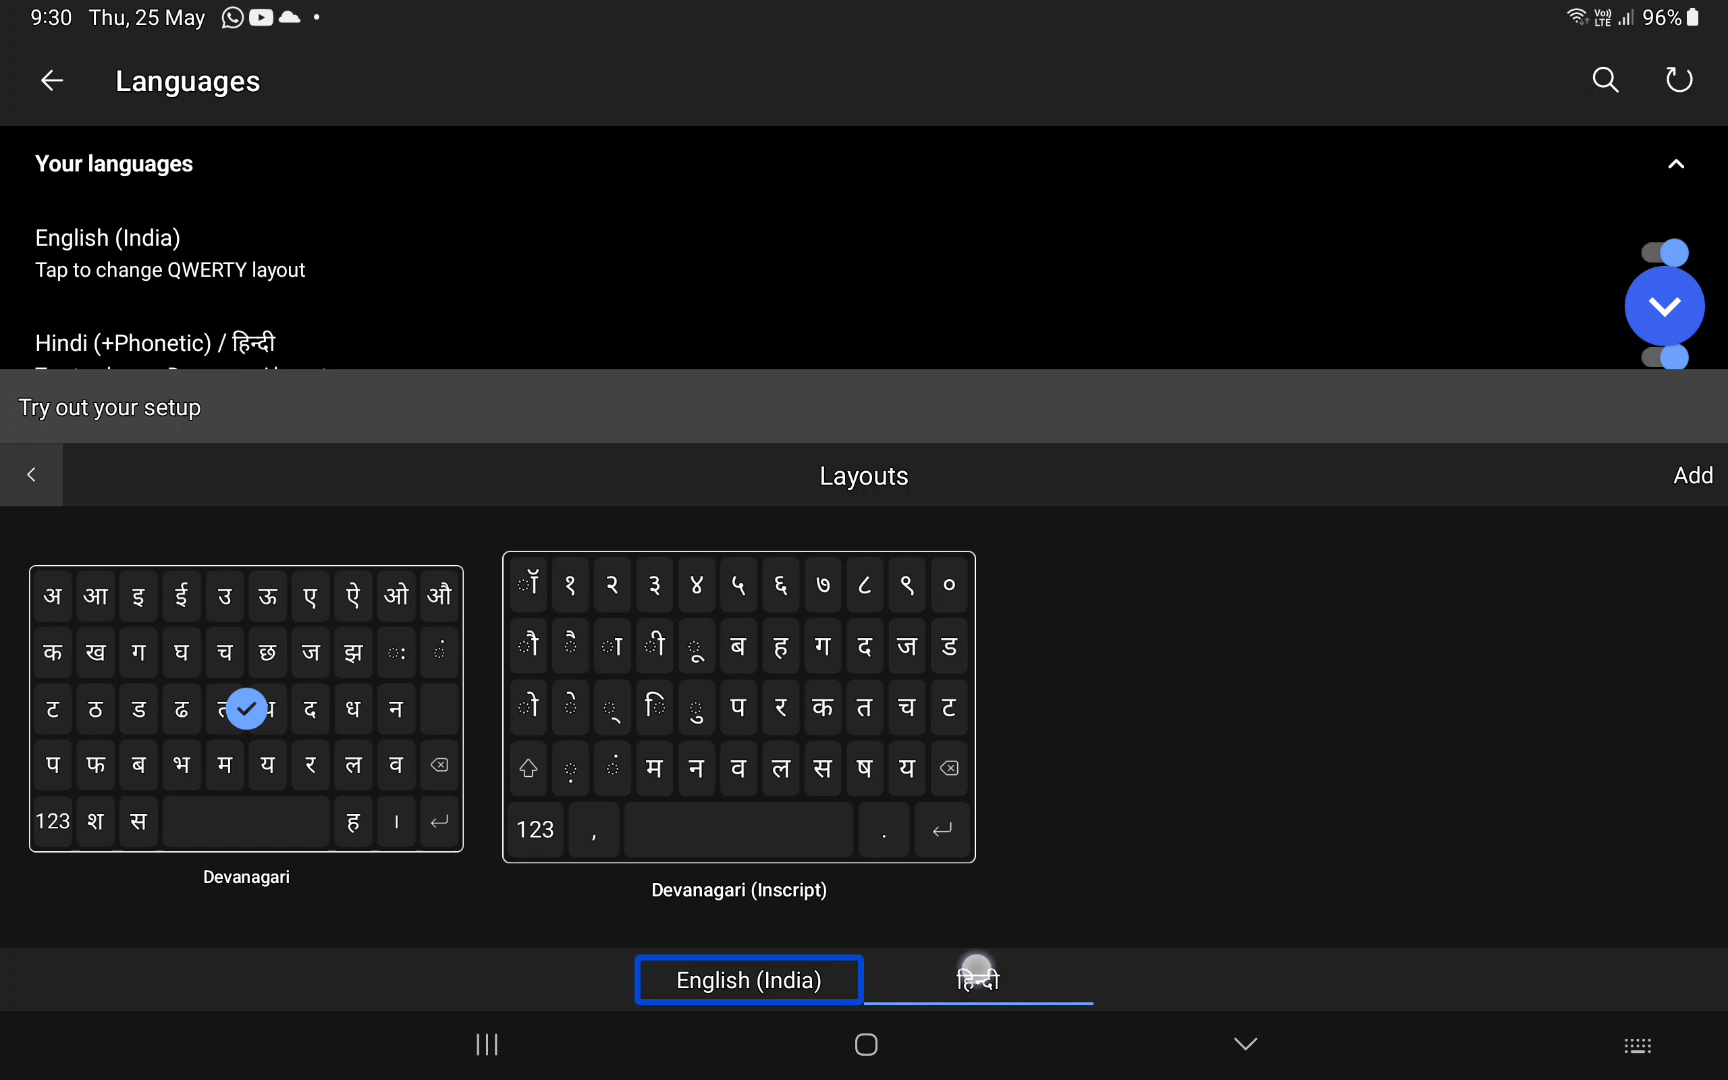 9:30 Thu, 25 May
Vo) LTE 96%
Languages
Your languages
English (India)
Tap to change QWERTY layout
Hindi (+Phonetic) / हिन्दी
Try out your setup
Layouts
Add
अ आ इ ई उ ऊ ए ऐ ओ औ
क ख ग घ च छ ज झ ः ं
ट ठ ड ढ द ध न
प फ ब भ म य र ल व
123 श स ह ।
Devanagari
ॉ १ २ ३ ४ ५ ६ ७ ८ ९ ०
ौ ै ा ी ू ब ह ग द ज ड
ो े ् ि ु प र क त च ट
़ ं म न व ल स ष य
123 , .
Devanagari (Inscript)
English (India)
हिन्दी